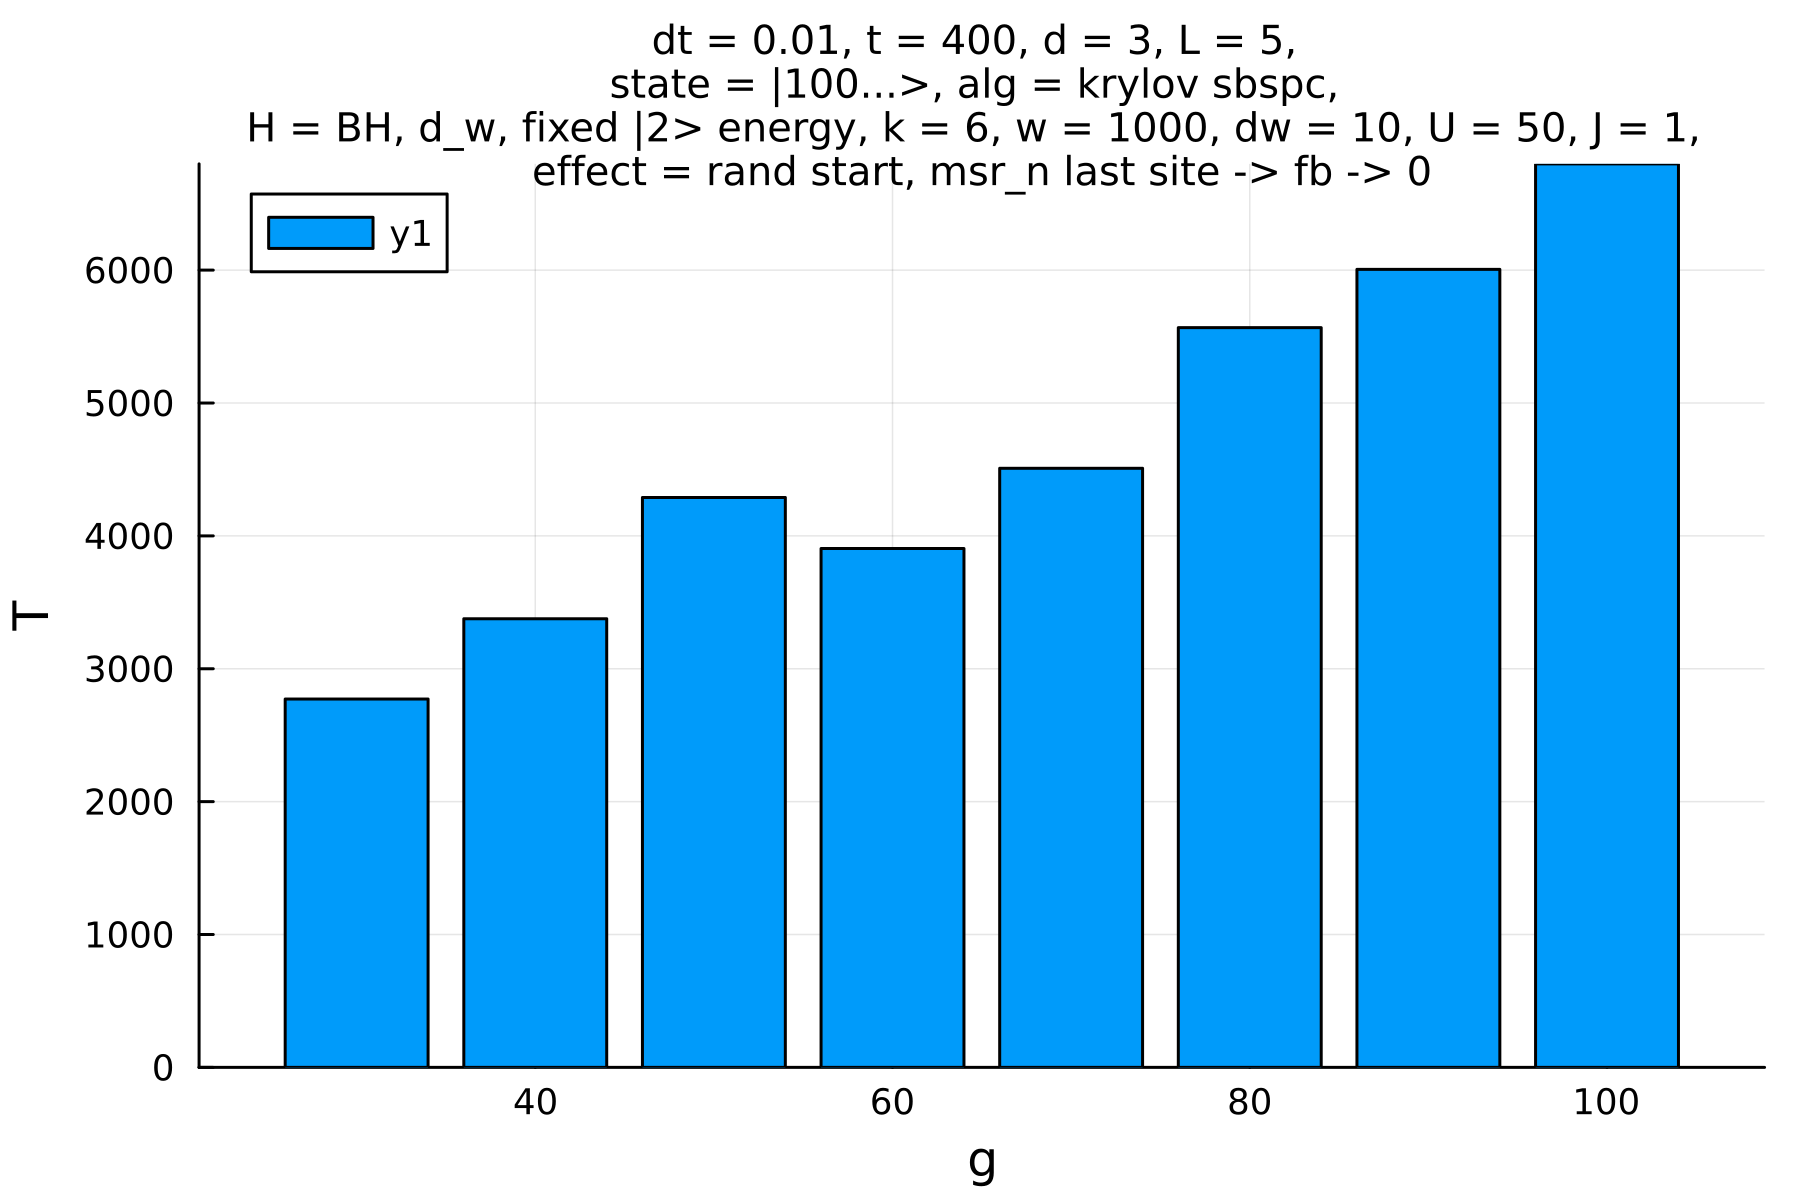 dt = 0.01, t = 400, d = 3, L = 5,
state = |100...>, alg = krylov sbspc,
H = BH, d_w, fixed |2> energy, k = 6, w = 1000, dw = 10, U = 50, J = 1,
effect = rand start, msr_n last site -> fb -> 0
y1
6000
5000
4000
3000
2000
1000
0
T
40 60 80 100
g